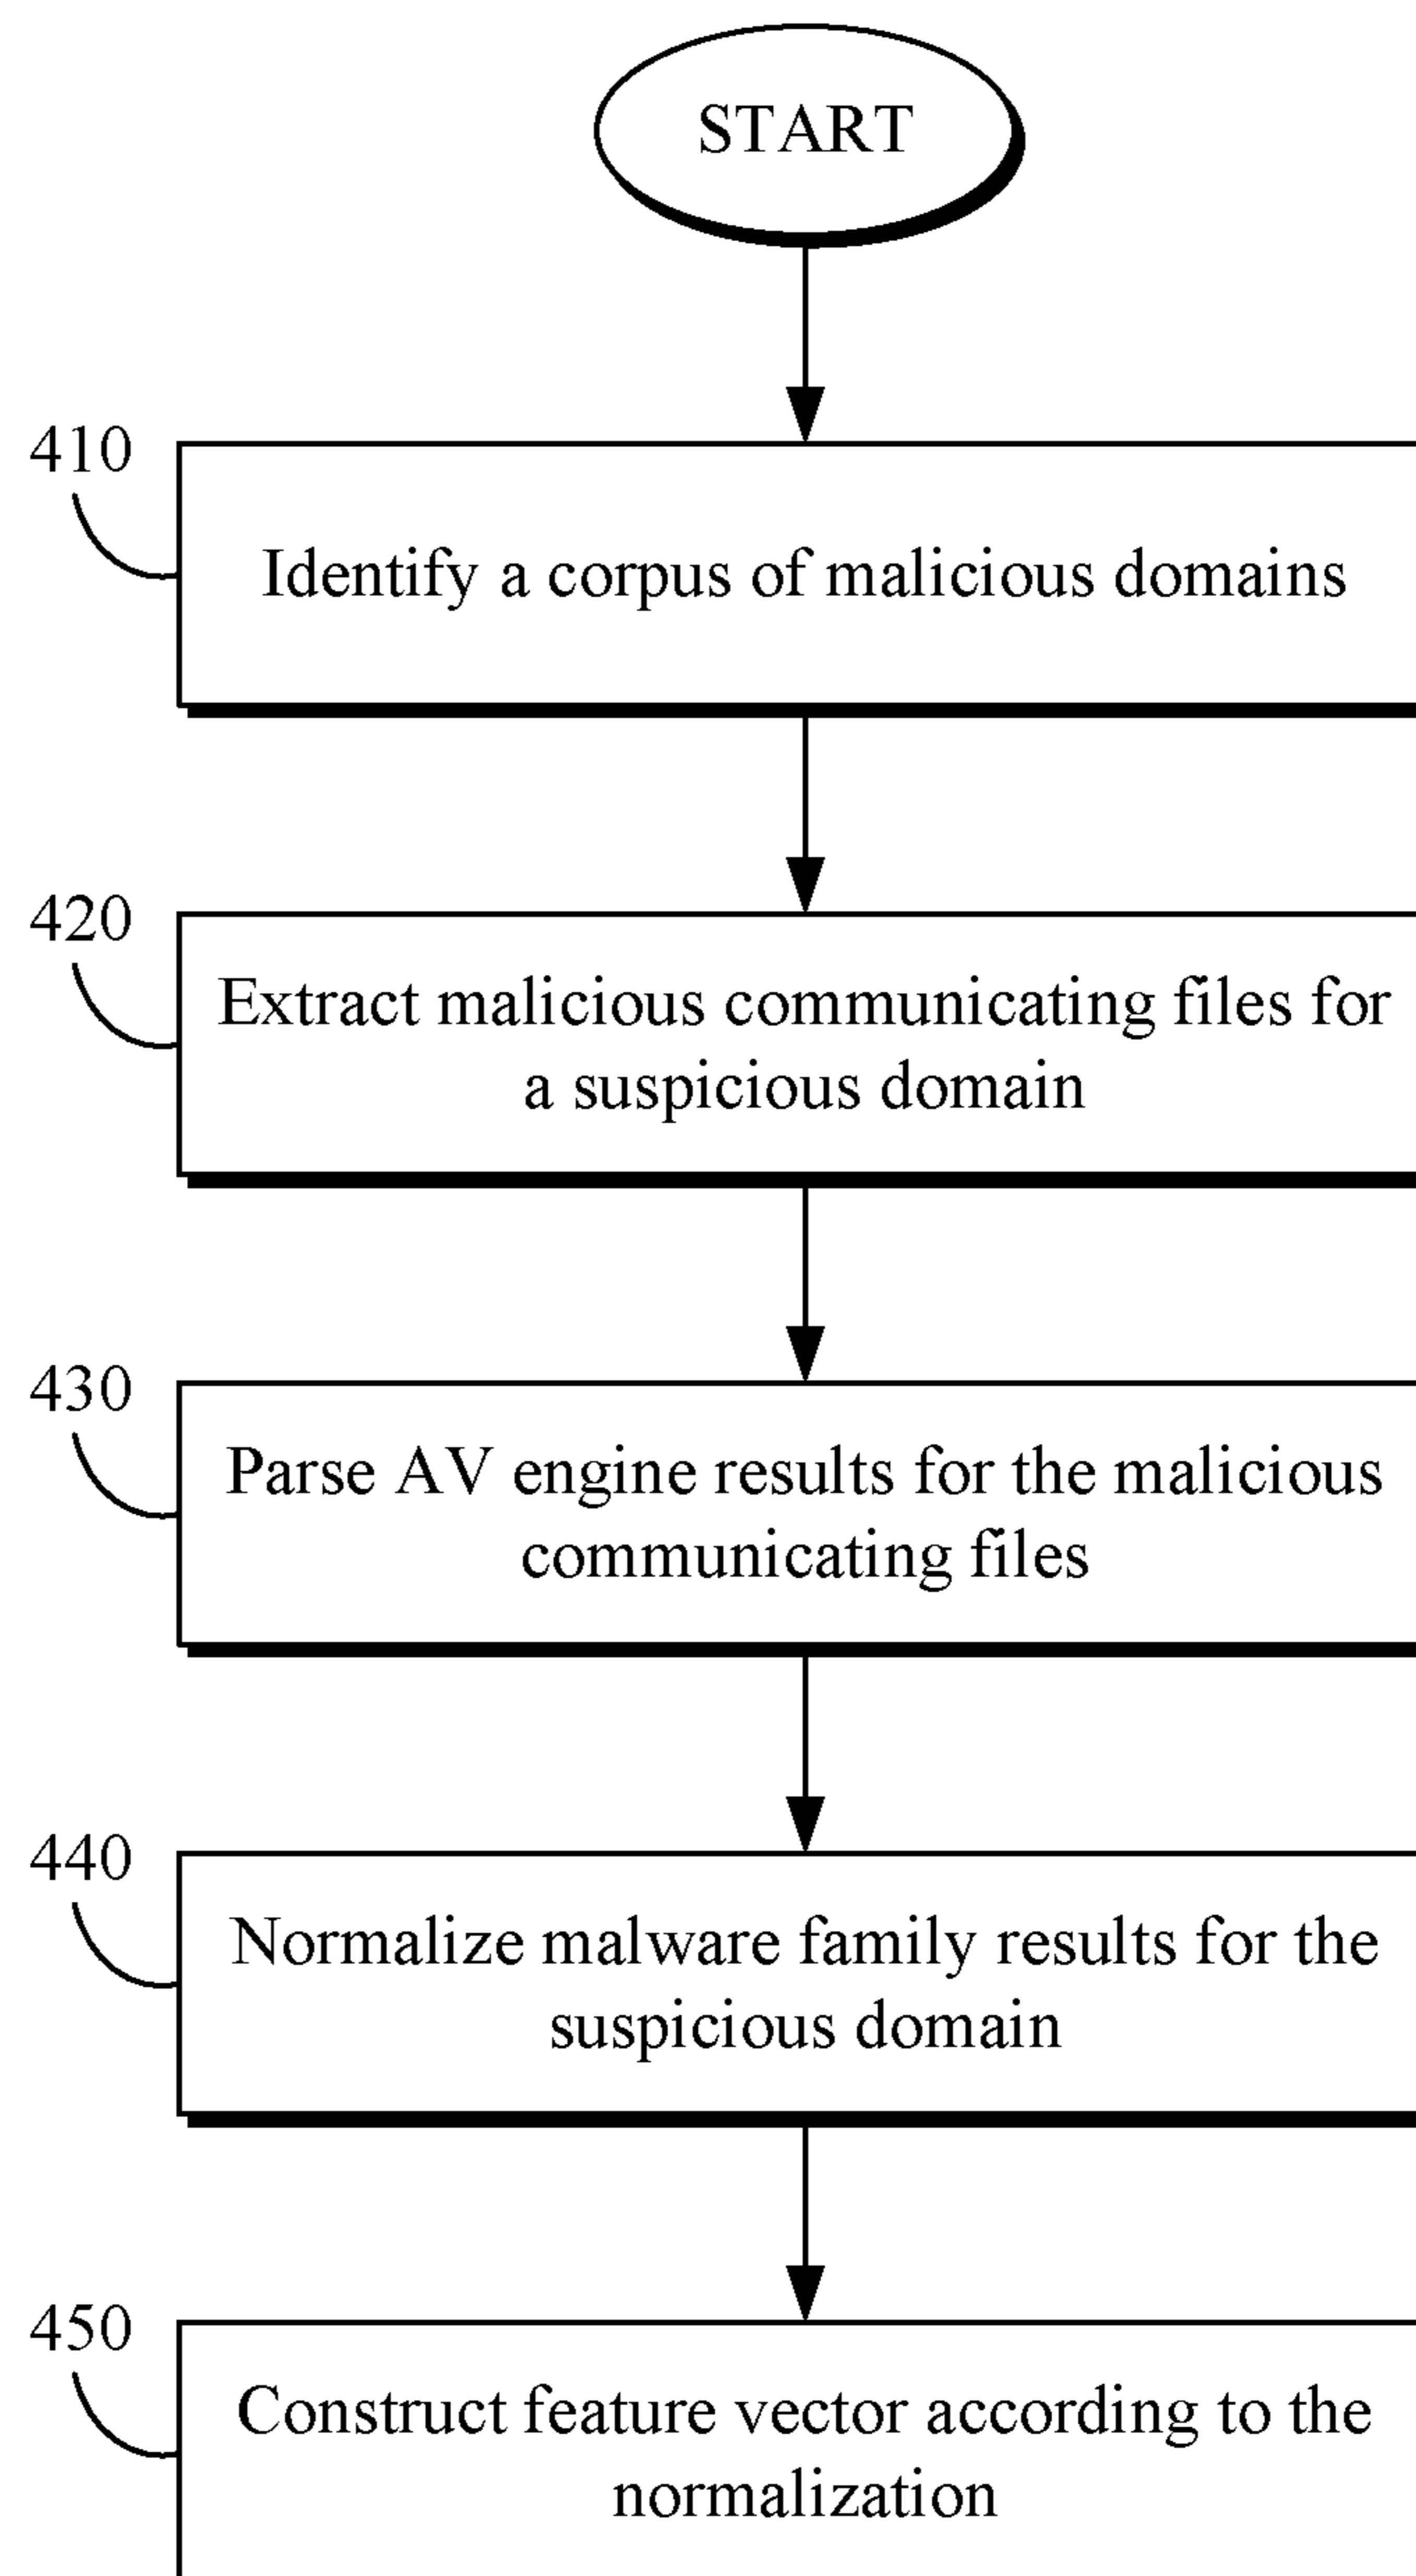 START
410
Identify a corpus of malicious domains
420
Extract malicious communicating files for
a suspicious domain
430
Parse AV engine results for the malicious
communicating files
440
Normalize malware family results for the
suspicious domain
450
Construct feature vector according to the
normalization